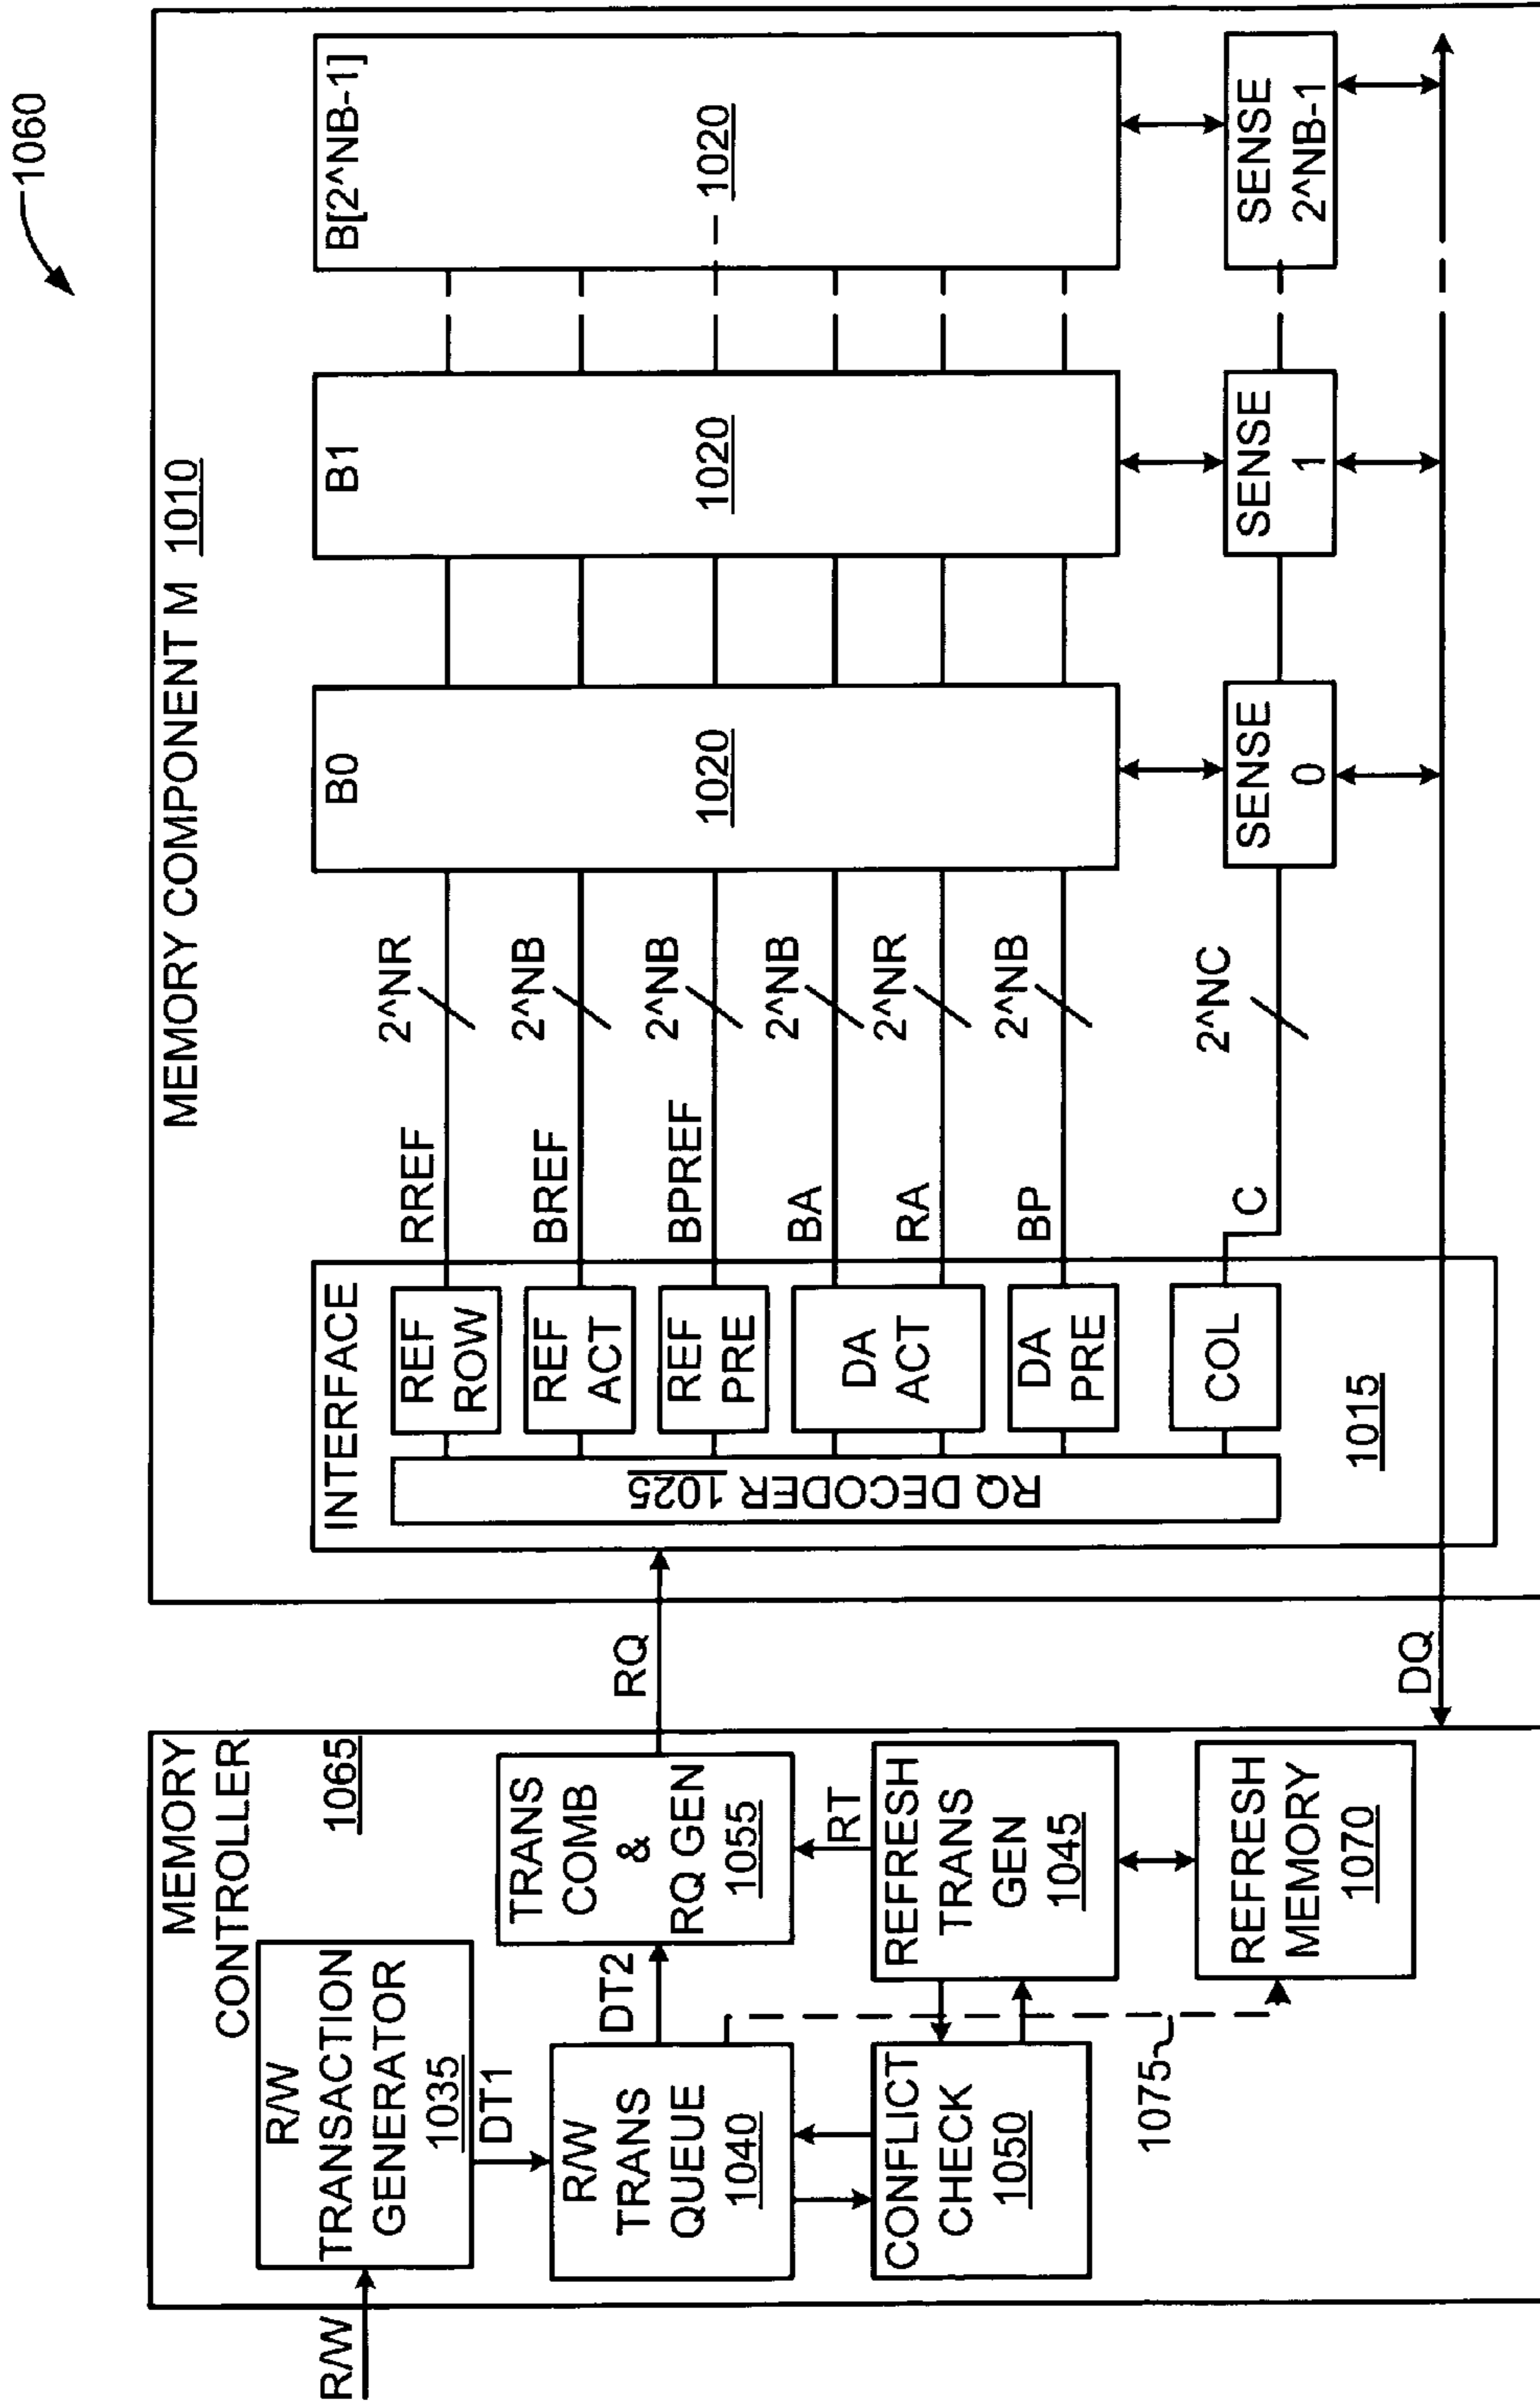 1060
MEMORY
CONTROLLER
1065
R/W
R/W
TRANSACTION
GENERATOR
1035
DT1
R/W
TRANS
QUEUE
1040
DT2
TRANS
COMB
&
RQ GEN
1055
RT
CONFLICT
CHECK
1050
REFRESH
TRANS
GEN
1045
1075
REFRESH
MEMORY
1070
RQ
DQ
MEMORY COMPONENT M 1010
INTERFACE
RQ DECODER 1025
REF
ROW
REF
ACT
REF
PRE
DA
ACT
DA
PRE
COL
1015
RREF
2^NR
BREF
2^NB
BPREF
2^NB
BA
2^NB
RA
2^NR
BP
2^NB
C
2^NC
B0
1020
B1
1020
B[2^NB-1]
1020
SENSE
0
SENSE
1
SENSE
2^NB-1